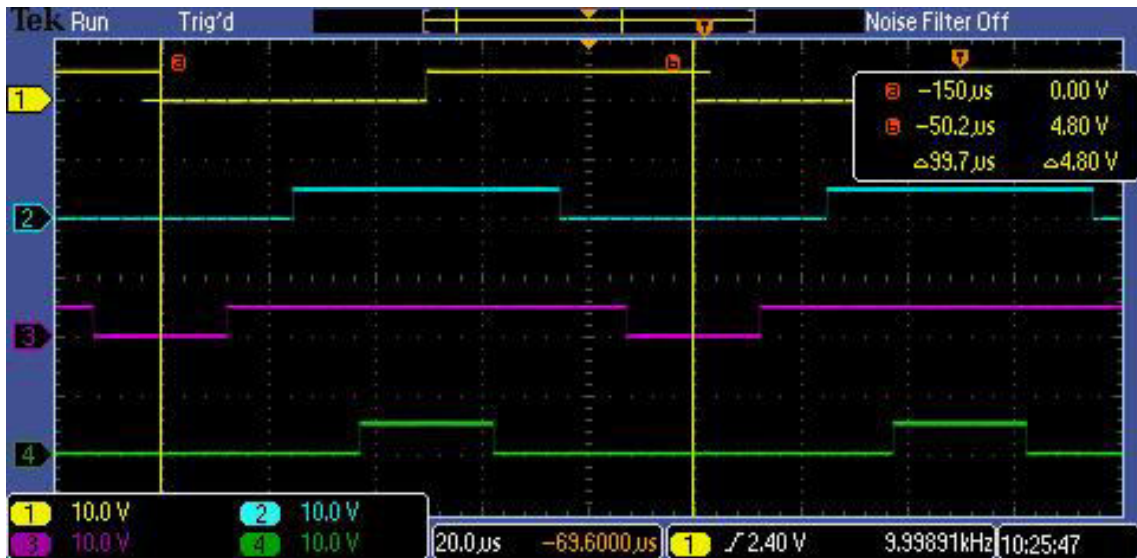 Tek Run Trig'd Noise Filter Off
T
a b T
1
a −150µs 0.00 V
b −50.2µs 4.80 V
△99.7µs △4.80 V
2
3
4
1 10.0 V 2 10.0 V
3 10.0 V 4 10.0 V
20.0µs −69.6000µs 1 2.40 V 9.99891kHz 10:25:47